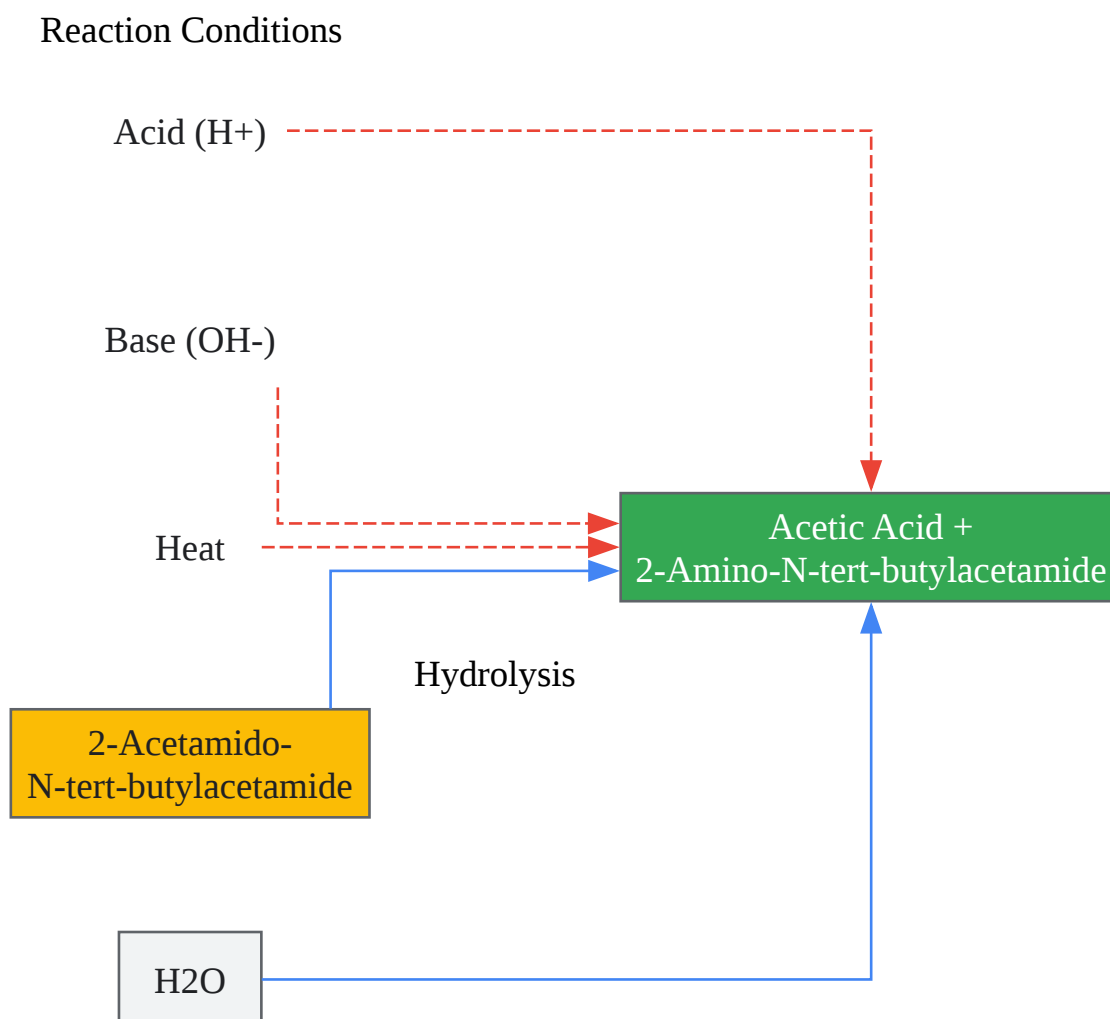 Reaction Conditions
Acid (H+)
Base (OH-)
Heat
Acetic Acid +
2-Amino-N-tert-butylacetamide
Hydrolysis
2-Acetamido-
N-tert-butylacetamide
H2O